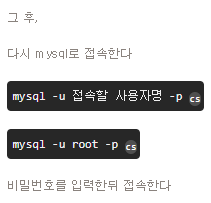 그 후,
다시 mysql로 접속한다
mysql -u 접속할 사용자명 -p cs
mysql -u root -p cs
비밀번호를 입력한뒤 접속한다